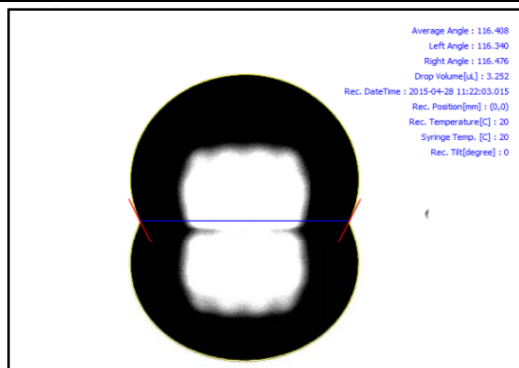 Average Angle : 116.408
Left Angle : 116.340
Right Angle : 116.476
Drop Volume[uL] : 3.252
Rec. DateTime : 2015-04-28 11:22:03.015
Rec. Position[mm] : (0,0)
Rec. Temperature[C] : 20
Syringe Temp. [C] : 20
Rec. Tilt[degree] : 0